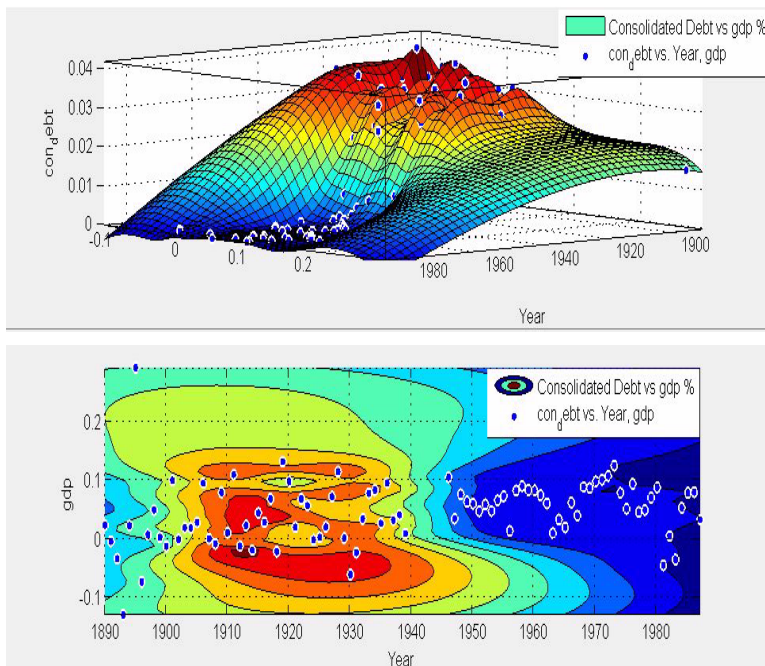 Consolidated Debt vs gdp %
con_debt vs. Year, gdp
0.04
0.03
0.02
0.01
0
-0.1
con_debt
0
0.1
0.2
1980
1960
1940
1920
1900
Year
Consolidated Debt vs gdp %
con_debt vs. Year, gdp
0.2
0.1
0
-0.1
gdp
1890 1900 1910 1920 1930 1940 1950 1960 1970 1980
Year